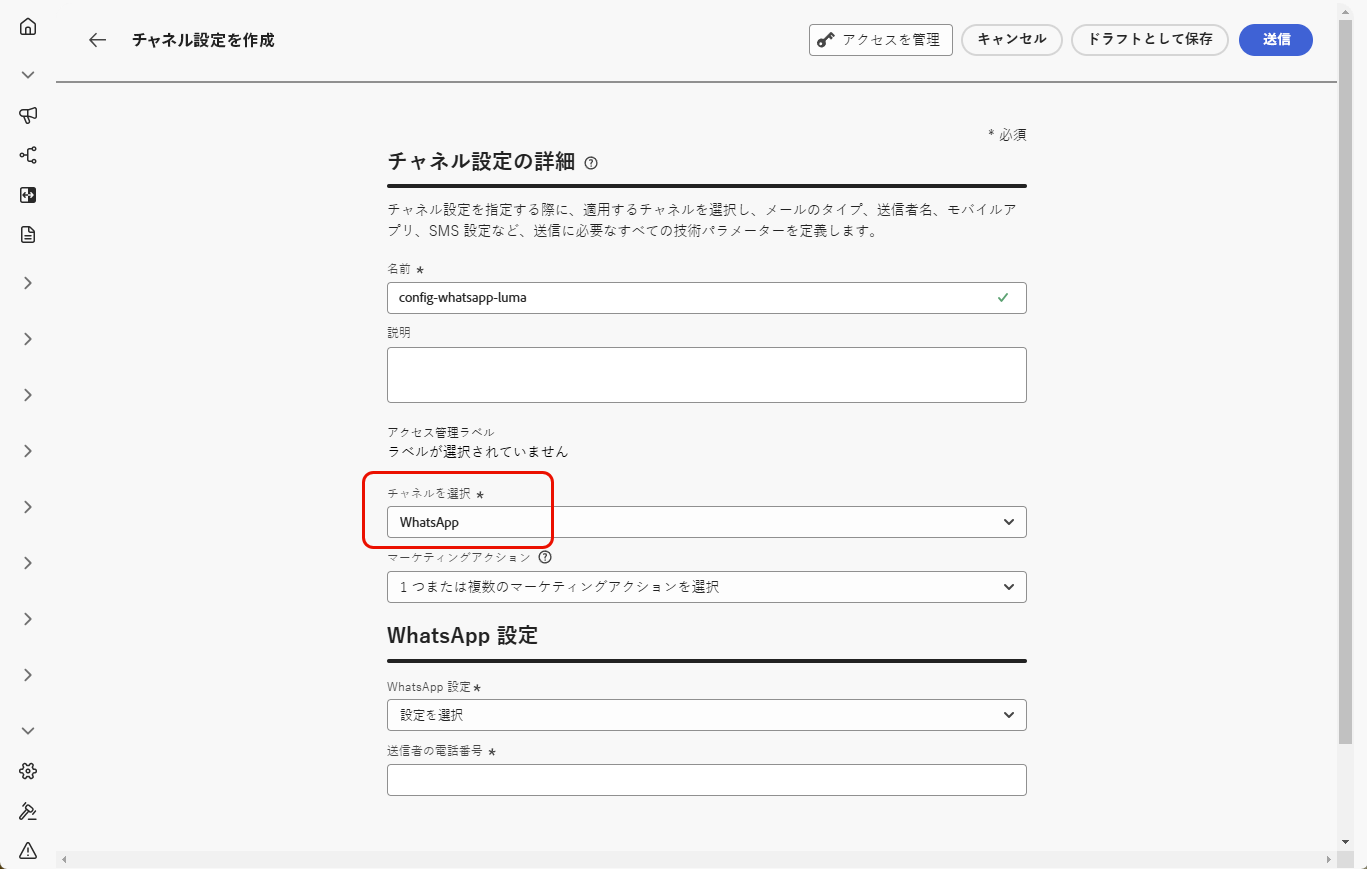 チャネル設定を作成
アクセスを管理
キャンセル
ドラフトとして保存
送信
* 必須
チャネル設定の詳細
チャネル設定を指定する際に、適用するチャネルを選択し、メールのタイプ、送信者名、モバイルア
プリ、SMS 設定など、送信に必要なすべての技術パラメーターを定義します。
名前 *
config-whatsapp-luma
説明
アクセス管理ラベル
ラベルが選択されていません
チャネルを選択 *
WhatsApp
マーケティングアクション
1 つまたは複数のマーケティングアクションを選択
WhatsApp 設定
WhatsApp 設定 *
設定を選択
送信者の電話番号 *